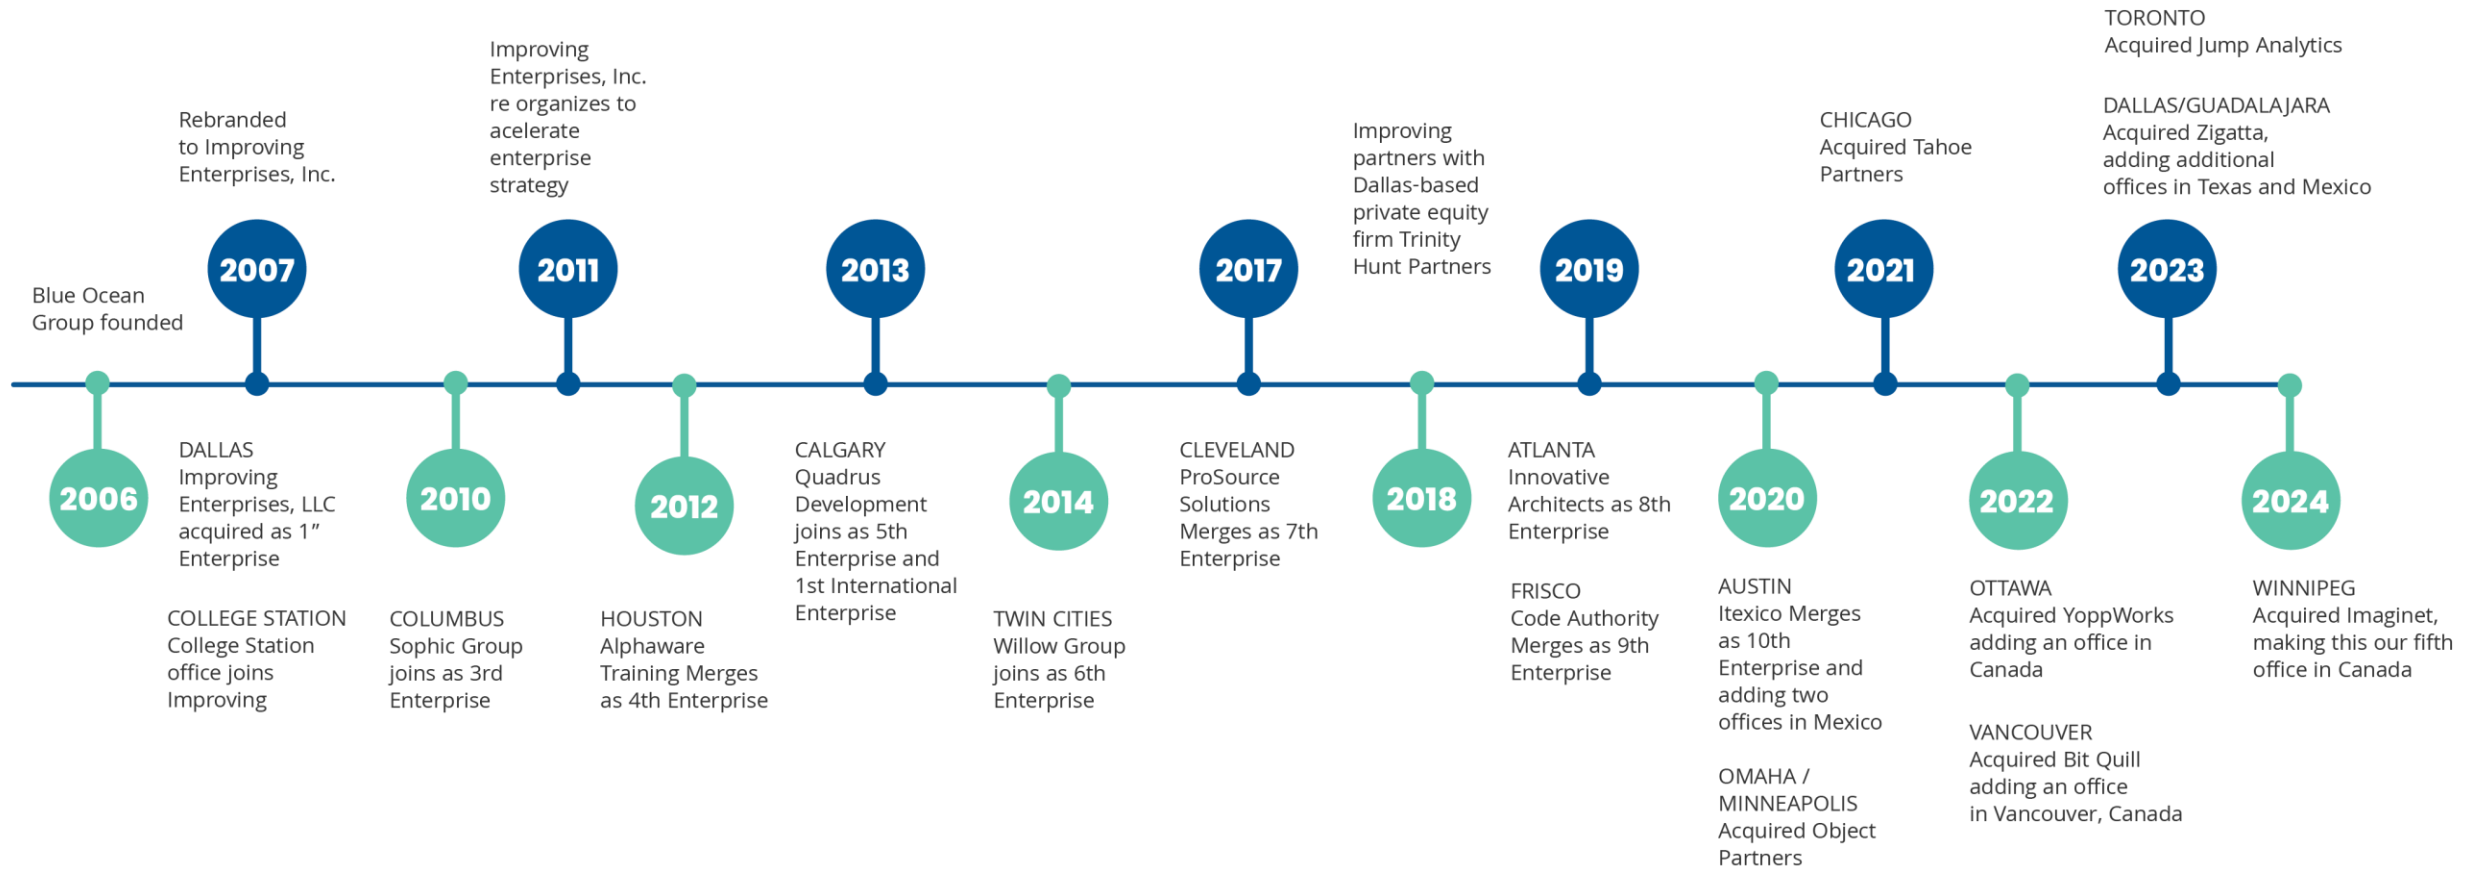 Blue Ocean
Group founded
2006
Rebranded
to Improving
Enterprises, Inc.
2007
DALLAS
Improving
Enterprises, LLC
acquired as 1”
Enterprise
COLLEGE STATION
College Station
office joins
Improving
2010
COLUMBUS
Sophic Group
joins as 3rd
Enterprise
Improving
Enterprises, Inc.
re organizes to
acelerate
enterprise
strategy
2011
2012
HOUSTON
Alphaware
Training Merges
as 4th Enterprise
2013
CALGARY
Quadrus
Development
joins as 5th
Enterprise and
1st International
Enterprise
2014
TWIN CITIES
Willow Group
joins as 6th
Enterprise
2017
CLEVELAND
ProSource
Solutions
Merges as 7th
Enterprise
Improving
partners with
Dallas-based
private equity
firm Trinity
Hunt Partners
2018
2019
ATLANTA
Innovative
Architects as 8th
Enterprise
FRISCO
Code Authority
Merges as 9th
Enterprise
2020
AUSTIN
Itexico Merges
as 10th
Enterprise and
adding two
offices in Mexico
OMAHA /
MINNEAPOLIS
Acquired Object
Partners
CHICAGO
Acquired Tahoe
Partners
2021
2022
OTTAWA
Acquired YoppWorks
adding an office in
Canada
VANCOUVER
Acquired Bit Quill
adding an office
in Vancouver, Canada
TORONTO
Acquired Jump Analytics
DALLAS/GUADALAJARA
Acquired Zigatta,
adding additional
offices in Texas and Mexico
2023
2024
WINNIPEG
Acquired Imaginet,
making this our fifth
office in Canada